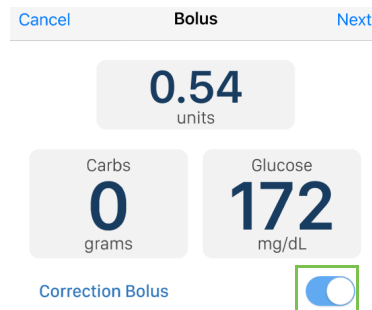 Cancel Bolus Next
0.54
units
Carbs Glucose
0 172
grams mg/dL
Correction Bolus